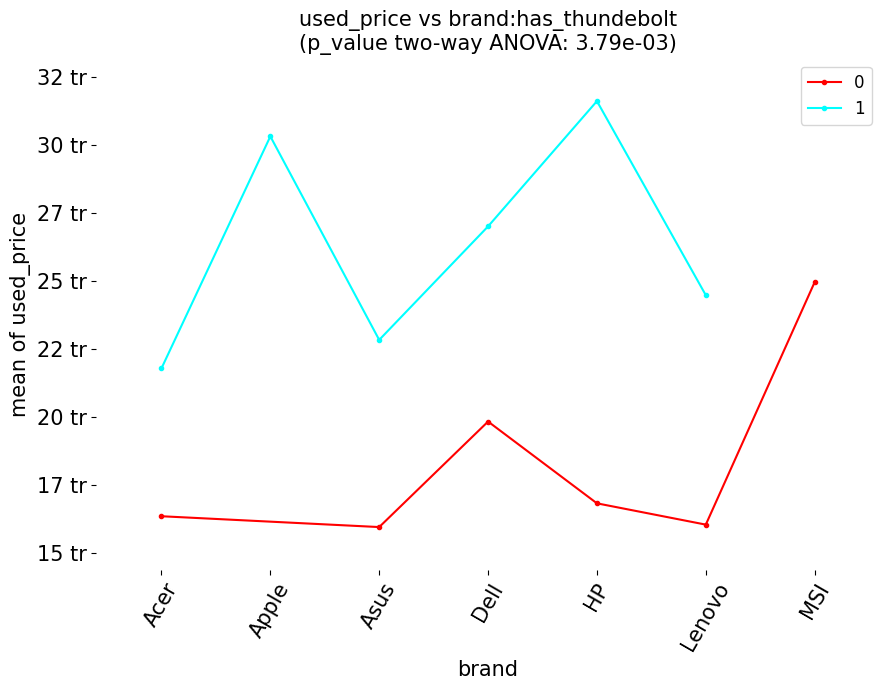 used_price vs brand:has_thundebolt
(p_value two-way ANOVA: 3.79e-03)
0
1
32 tr
30 tr
27 tr
25 tr
22 tr
20 tr
17 tr
15 tr
mean of used_price
Acer
Apple
Asus
Dell
HP
Lenovo
MSI
brand